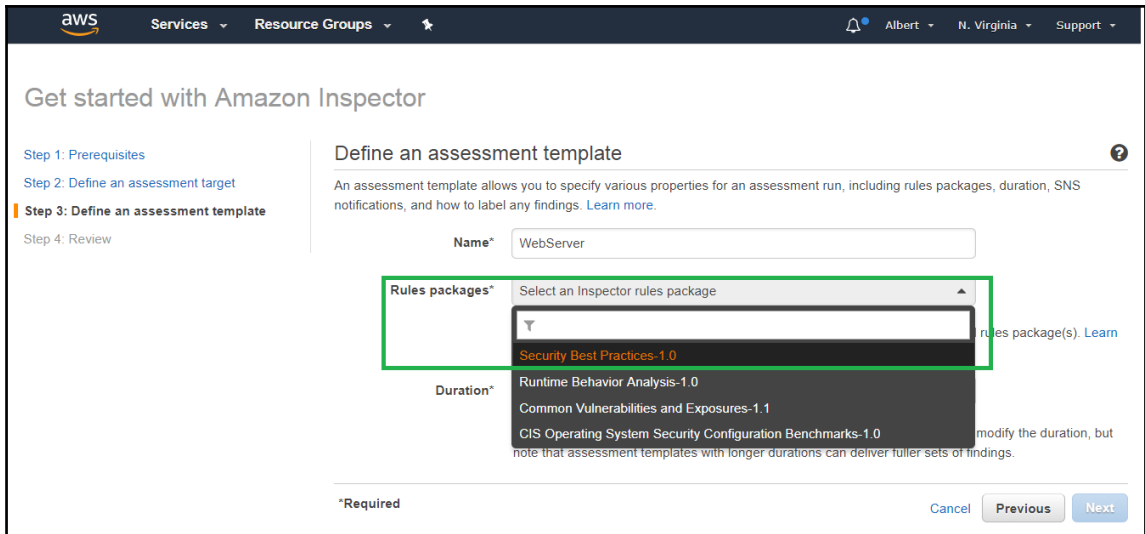 aws Services Resource Groups Albert N. Virginia Support
Get started with Amazon Inspector
Step 1: Prerequisites
Step 2: Define an assessment target
Step 3: Define an assessment template
Step 4: Review
Define an assessment template
An assessment template allows you to specify various properties for an assessment run, including rules packages, duration, SNS
notifications, and how to label any findings. Learn more.
Name* WebServer
Rules packages* Select an Inspector rules package
rules package(s). Learn
Security Best Practices-1.0
Runtime Behavior Analysis-1.0
Duration*
Common Vulnerabilities and Exposures-1.1
CIS Operating System Security Configuration Benchmarks-1.0
modify the duration, but
note that assessment templates with longer durations can deliver fuller sets of findings.
*Required
Cancel Previous Next